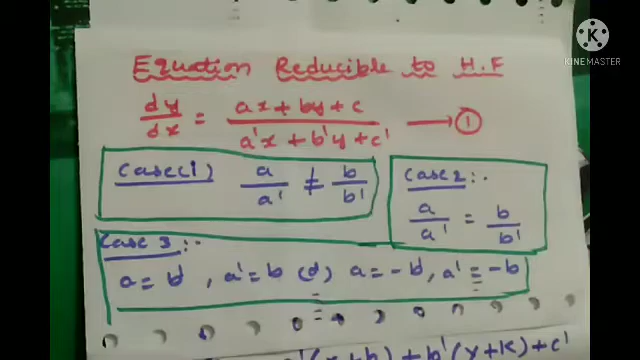 KINEMASTER
Equation Reducible to H.F
dy/dx = (ax + by + c)/(a'x + b'y + c') → ①
Case(1) a/a' ≠ b/b'
Case 2:-
a/a' = b/b'
Case 3:-
a = b', a' = b (or) a = -b', a' = -b
a'(x+h) + b'(y+k) + c'